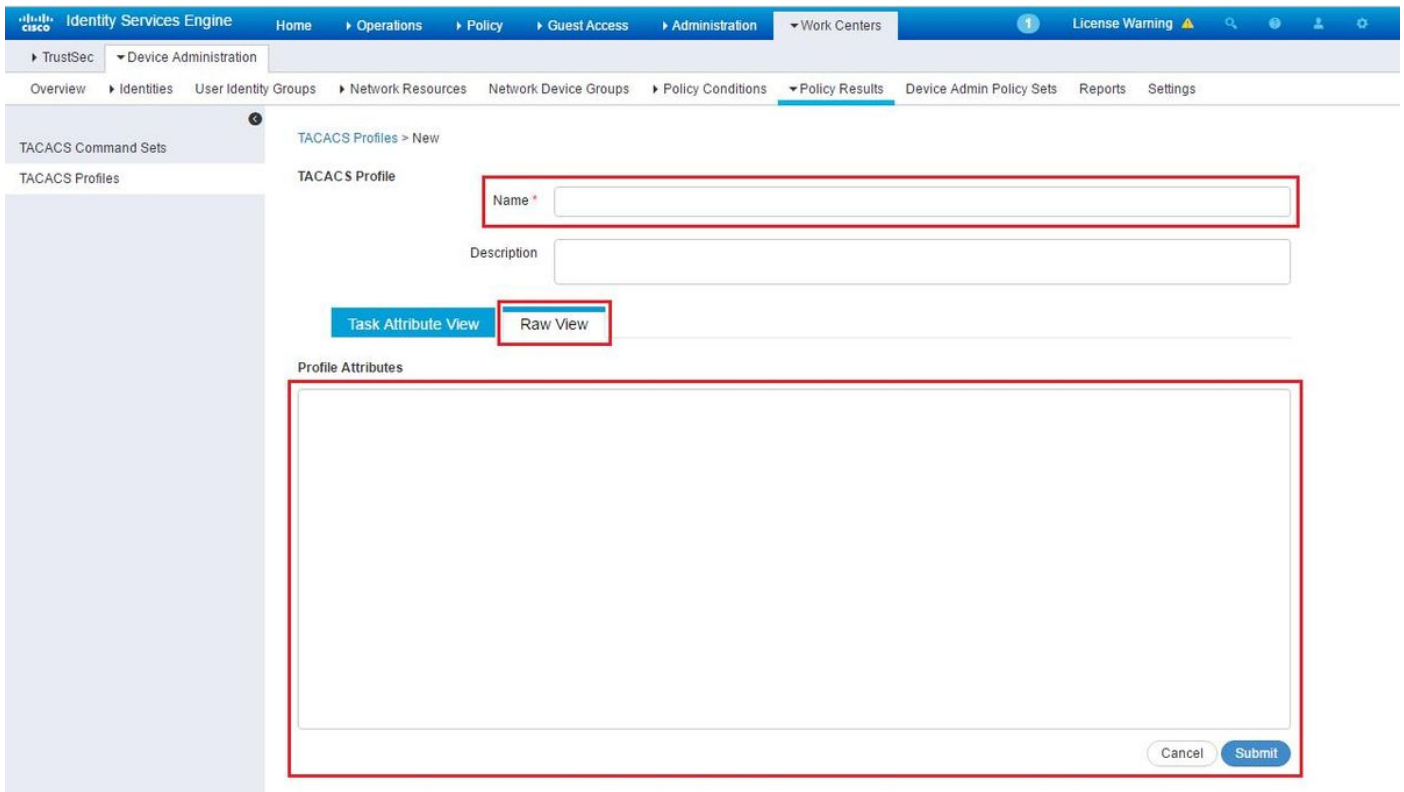 cisco Identity Services Engine Home Operations Policy Guest Access Administration Work Centers 1 License Warning
TrustSec Device Administration
Overview Identities User Identity Groups Network Resources Network Device Groups Policy Conditions Policy Results Device Admin Policy Sets Reports Settings
TACACS Command Sets
TACACS Profiles
TACACS Profiles > New
TACACS Profile
Name *
Description
Task Attribute View Raw View
Profile Attributes
Cancel Submit